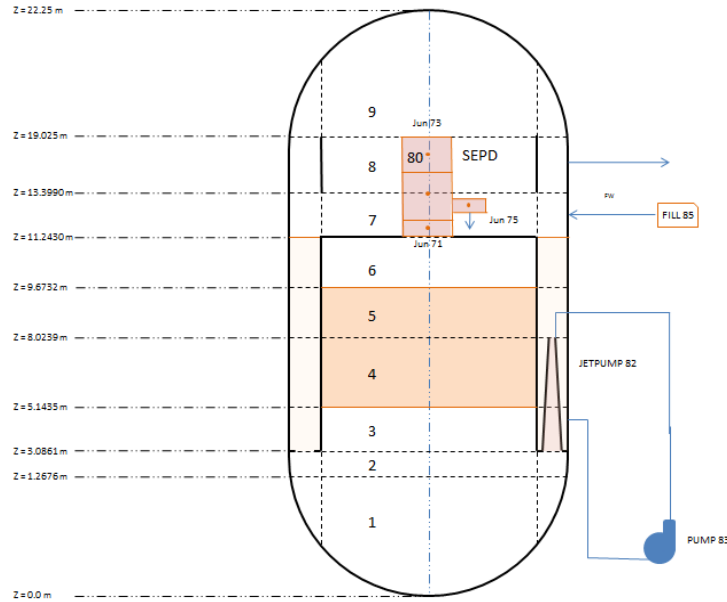 Z = 22.25 m
9
Jun 73
Z = 19.025 m
80
SEPD
8
Z = 13.3990 m
FW
FILL 85
7
Jun 75
Z = 11.2430 m
Jun 71
6
Z = 9.6732 m
5
Z = 8.0239 m
JETPUMP 82
4
Z = 5.1435 m
3
Z = 3.0861 m
2
Z = 1.2676 m
1
PUMP 83
Z = 0.0 m